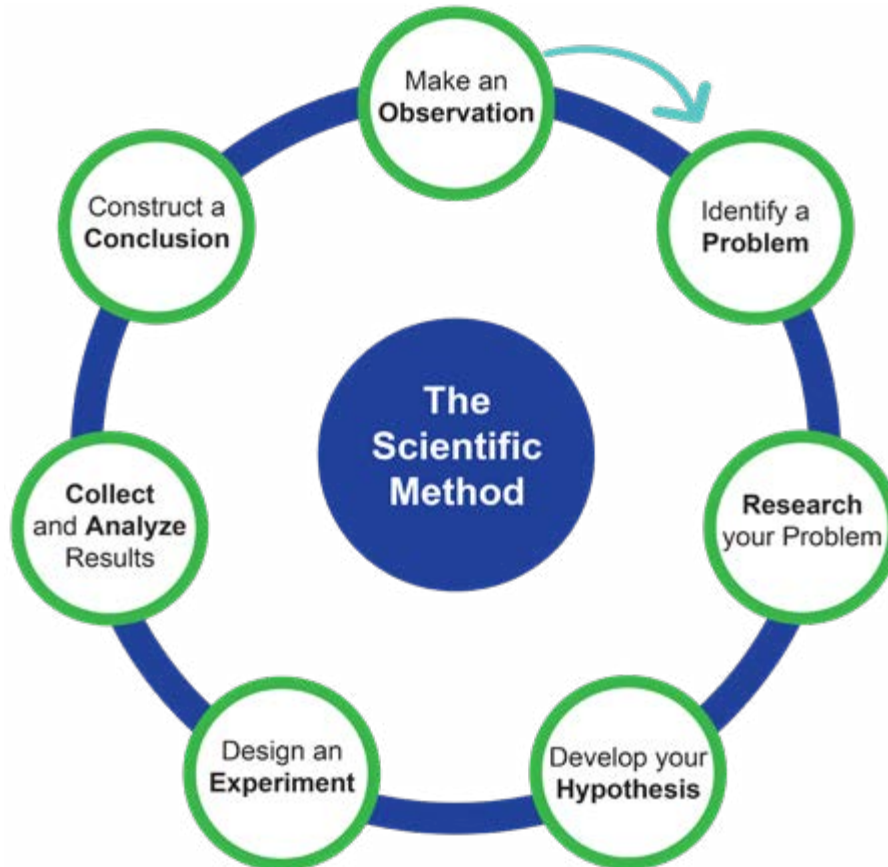 The
Scientific
Method
Make an
Observation
Identify a
Problem
Research
your Problem
Develop your
Hypothesis
Design an
Experiment
Collect
and Analyze
Results
Construct a
Conclusion